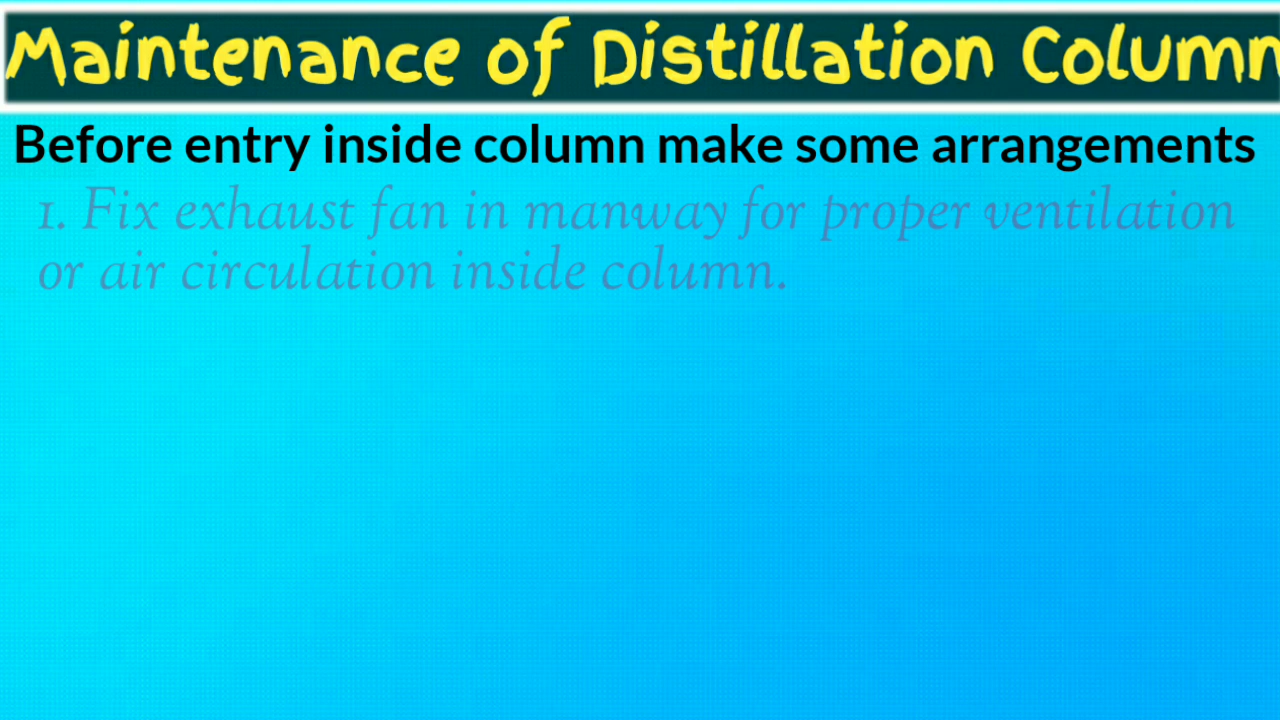 Maintenance of Distillation Column
Before entry inside column make some arrangements
1. Fix exhaust fan in manway for proper ventilation
or air circulation inside column.